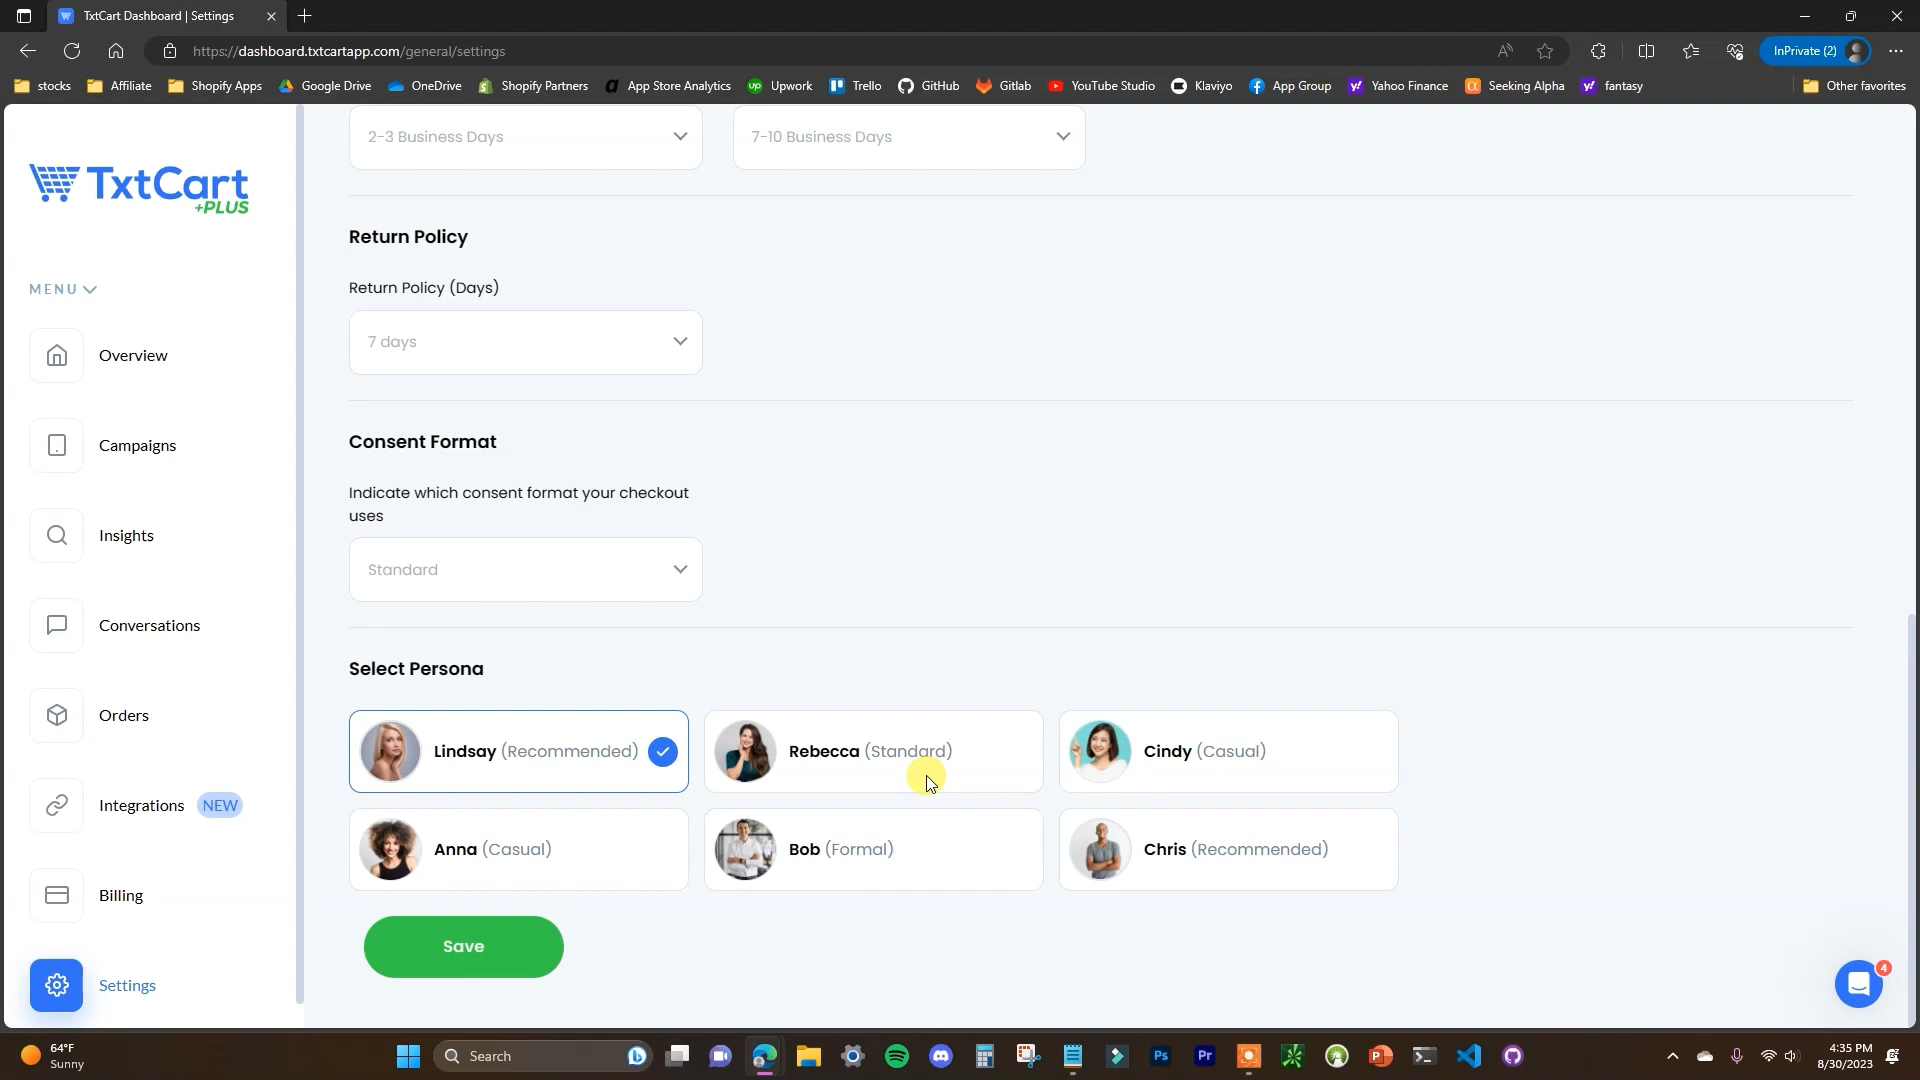 TxtCart Dashboard | Settings
https://dashboard.txtcartapp.com/general/settings
InPrivate (2)
stocks
Affiliate
Shopify Apps
Google Drive
OneDrive
Shopify Partners
App Store Analytics
Upwork
Trello
GitHub
Gitlab
YouTube Studio
Klaviyo
App Group
Yahoo Finance
Seeking Alpha
fantasy
Other favorites
TxtCart
+PLUS
MENU
Overview
Campaigns
Insights
Conversations
Orders
Integrations NEW
Billing
Settings
2-3 Business Days
7-10 Business Days
Return Policy
Return Policy (Days)
7 days
Consent Format
Indicate which consent format your checkout
uses
Standard
Select Persona
Lindsay (Recommended)
Rebecca (Standard)
Cindy (Casual)
Anna (Casual)
Bob (Formal)
Chris (Recommended)
Save
4
64°F
Sunny
Search
Ps
Pr
4:35 PM
8/30/2023